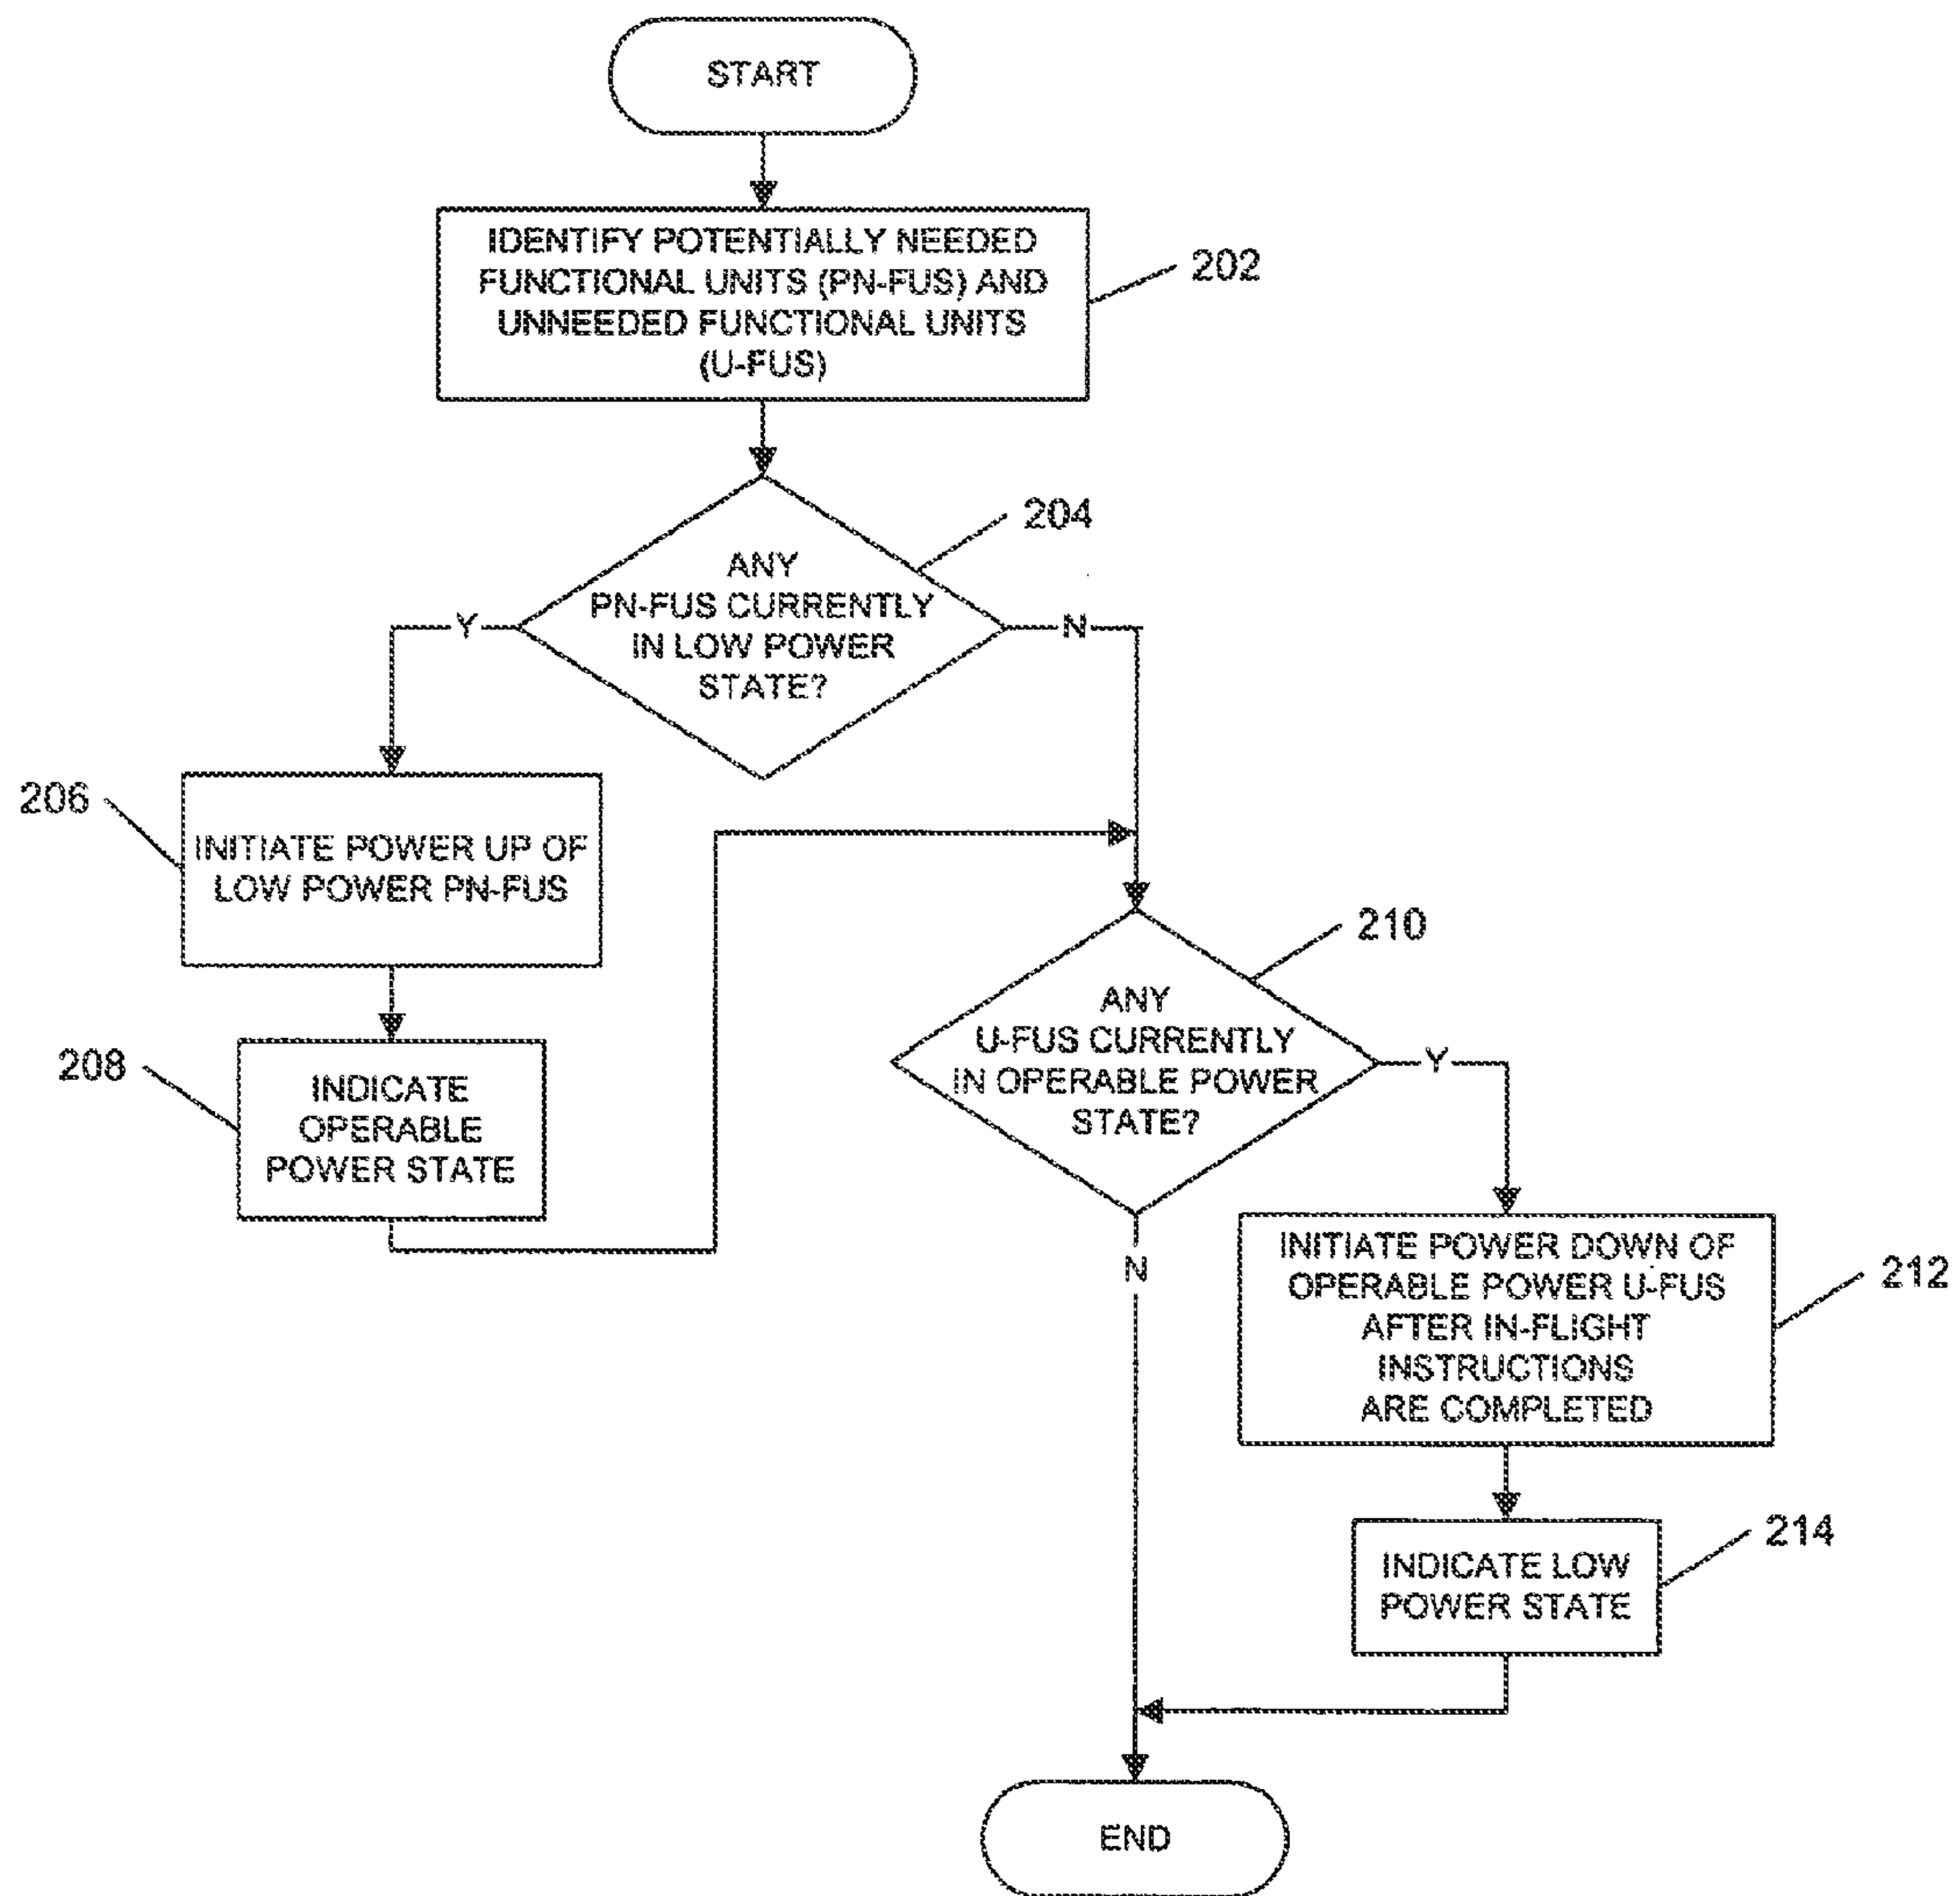 START
IDENTIFY POTENTIALLY NEEDED
FUNCTIONAL UNITS (PN-FUS) AND
UNNEEDED FUNCTIONAL UNITS
(U-FUS)
202
204
ANY
PN-FUS CURRENTLY
IN LOW POWER
STATE?
Y
N
206
INITIATE POWER UP OF
LOW POWER PN-FUS
208
INDICATE
OPERABLE
POWER STATE
210
ANY
U-FUS CURRENTLY
IN OPERABLE POWER
STATE?
Y
N
INITIATE POWER DOWN OF
OPERABLE POWER U-FUS
AFTER IN-FLIGHT
INSTRUCTIONS
ARE COMPLETED
212
214
INDICATE LOW
POWER STATE
END